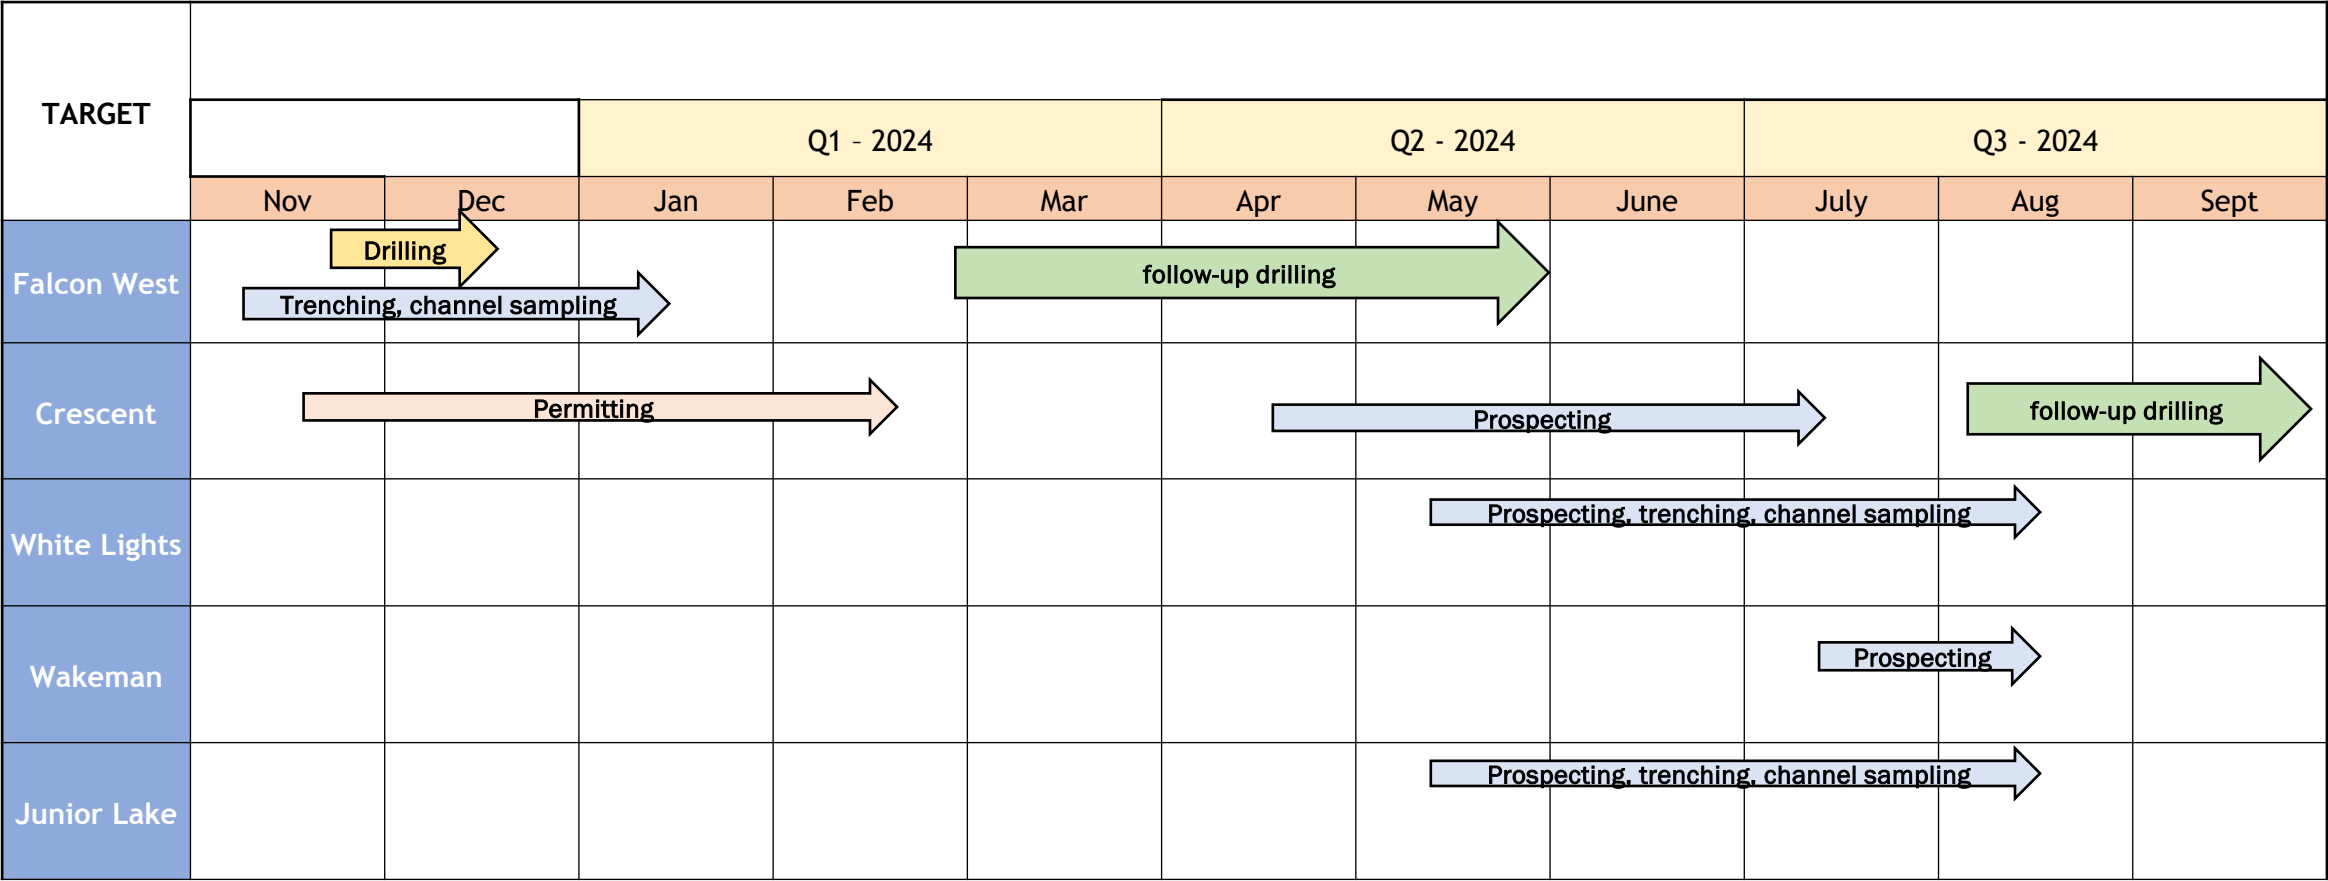 TARGET
Q1 – 2024
Q2 - 2024
Q3 - 2024
Nov
Dec
Jan
Feb
Mar
Apr
May
June
July
Aug
Sept
Falcon West
Drilling
Trenching, channel sampling
follow-up drilling
Crescent
Permitting
Prospecting
follow-up drilling
White Lights
Prospecting, trenching, channel sampling
Wakeman
Prospecting
Junior Lake
Prospecting, trenching, channel sampling